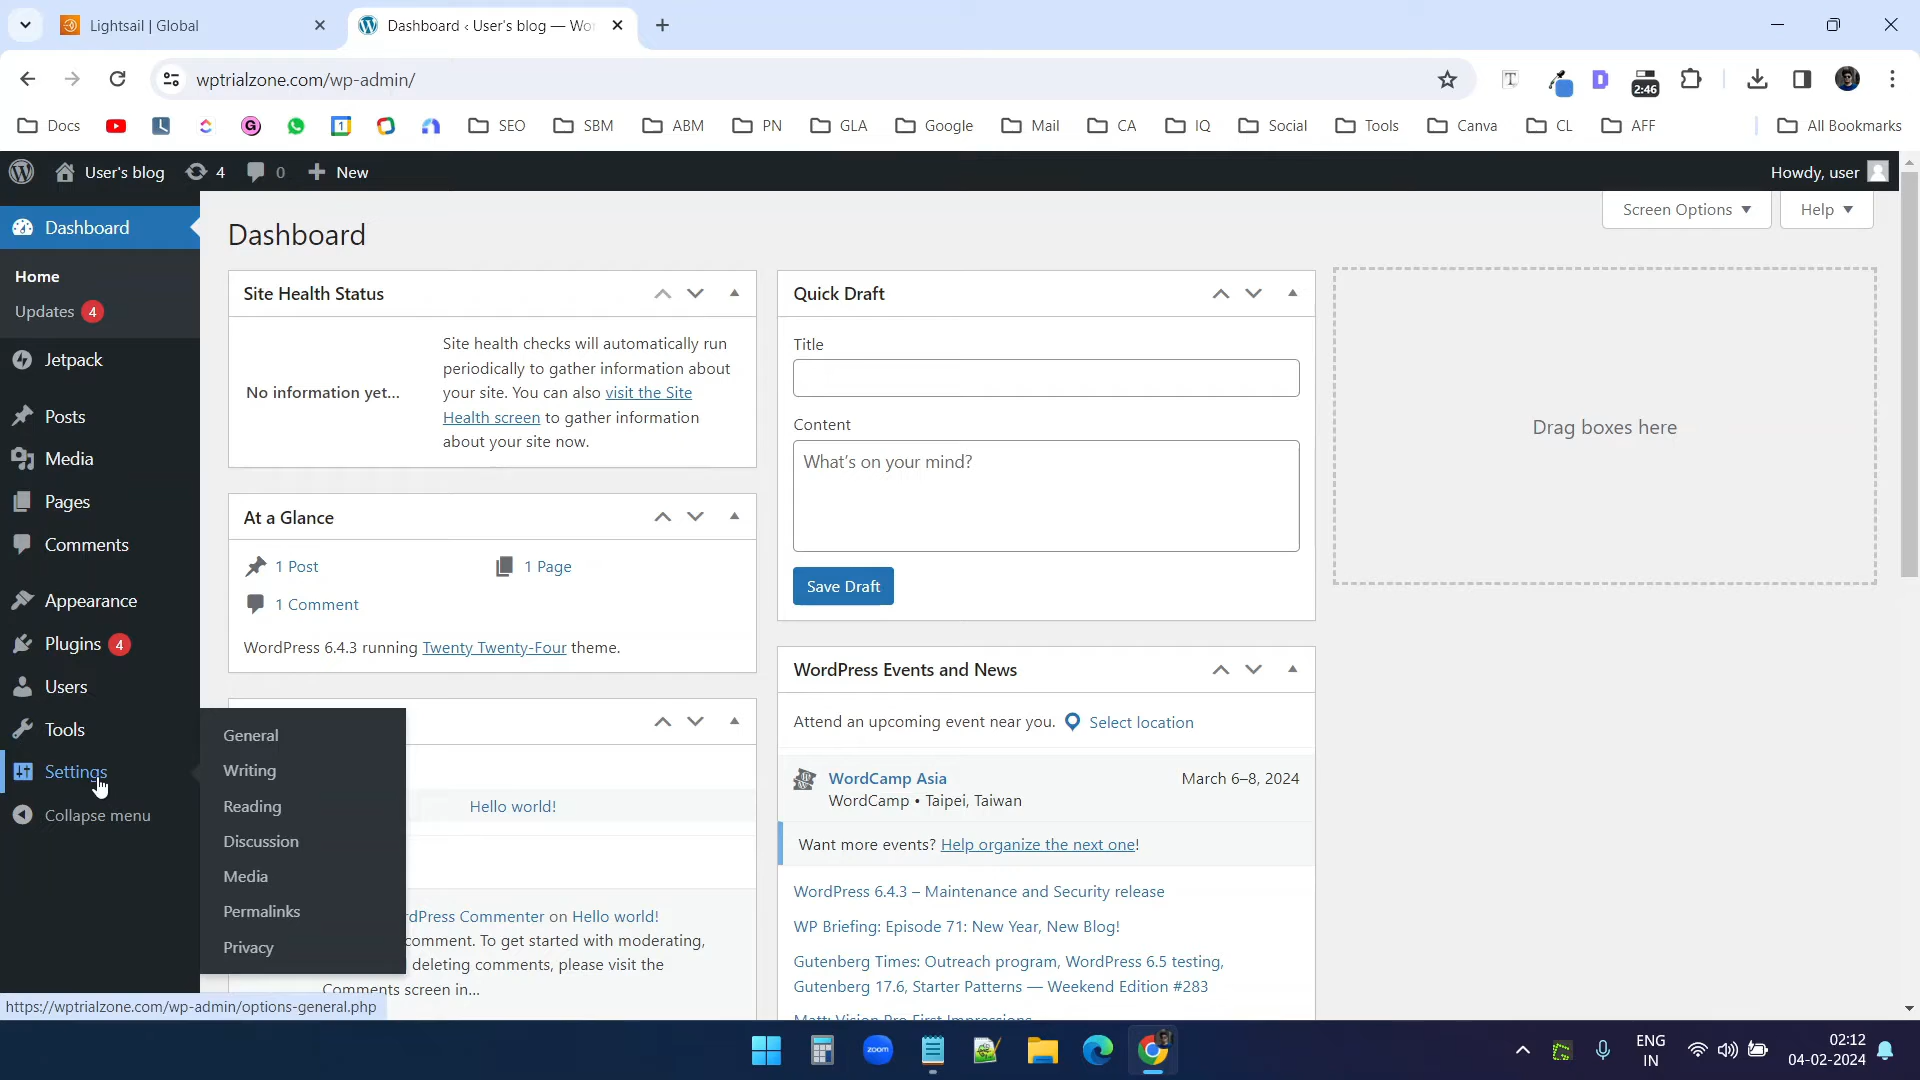 Lightsail | Global
Dashboard ‹ User's blog — Wo
wptrialzone.com/wp-admin/
2:46
Docs
1
SEO
SBM
ABM
PN
GLA
Google
Mail
CA
IQ
Social
Tools
Canva
CL
AFF
All Bookmarks
User's blog
4
0
New
Howdy, user
Dashboard
Home
Updates 4
Jetpack
Posts
Media
Pages
Comments
Appearance
Plugins 4
Users
Tools
Settings
Collapse menu
General
Writing
Reading
Discussion
Media
Permalinks
Privacy
Screen Options
Help
Dashboard
Site Health Status
No information yet...
Site health checks will automatically run
periodically to gather information about
your site. You can also visit the Site
Health screen to gather information
about your site now.
At a Glance
1 Post
1 Page
1 Comment
WordPress 6.4.3 running Twenty Twenty-Four theme.
Hello world!
rdPress Commenter on Hello world!
comment. To get started with moderating,
deleting comments, please visit the
Comments screen in...
Quick Draft
Title
Content
What's on your mind?
Save Draft
WordPress Events and News
Attend an upcoming event near you. Select location
WordCamp Asia
March 6–8, 2024
WordCamp • Taipei, Taiwan
Want more events? Help organize the next one!
WordPress 6.4.3 – Maintenance and Security release
WP Briefing: Episode 71: New Year, New Blog!
Gutenberg Times: Outreach program, WordPress 6.5 testing,
Gutenberg 17.6, Starter Patterns — Weekend Edition #283
Matt: Vision Pro First Impressions
Drag boxes here
https://wptrialzone.com/wp-admin/options-general.php
zoom
ENG
IN
02:12
04-02-2024